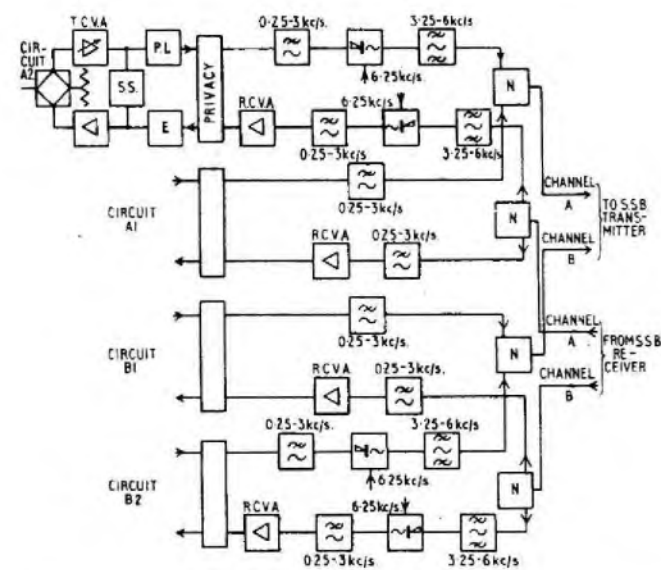 T.C.V.A
0·25-3kc/s.
3·25-6kc/s.
CIR-
CUIT
A2
P.L
S.S.
E
PRIVACY
6·25kc/s.
6·25kc/s.
N
R.C.V.A
0·25-3kc/s
3·25-6kc/s.
CIRCUIT
A1
0·25-3kc/s
R.C.V.A.
0·25-3kc/s.
N
CHANNEL
A
CHANNEL
B
TO S.S.B.
TRANS-
MITTER
CIRCUIT
B1
0·25-3kc/s.
R.C.V.A.
0·25-3kc/s.
N
CHANNEL
A
CHANNEL
B
FROM S.S.B.
RE-
CEIVER
CIRCUIT
B2
0·25-3kc/s.
3·25-6kc/s.
6·25kc/s.
R.C.V.A.
6·25kc/s.
N
0·25-3kc/s.
3·25-6kc/s.